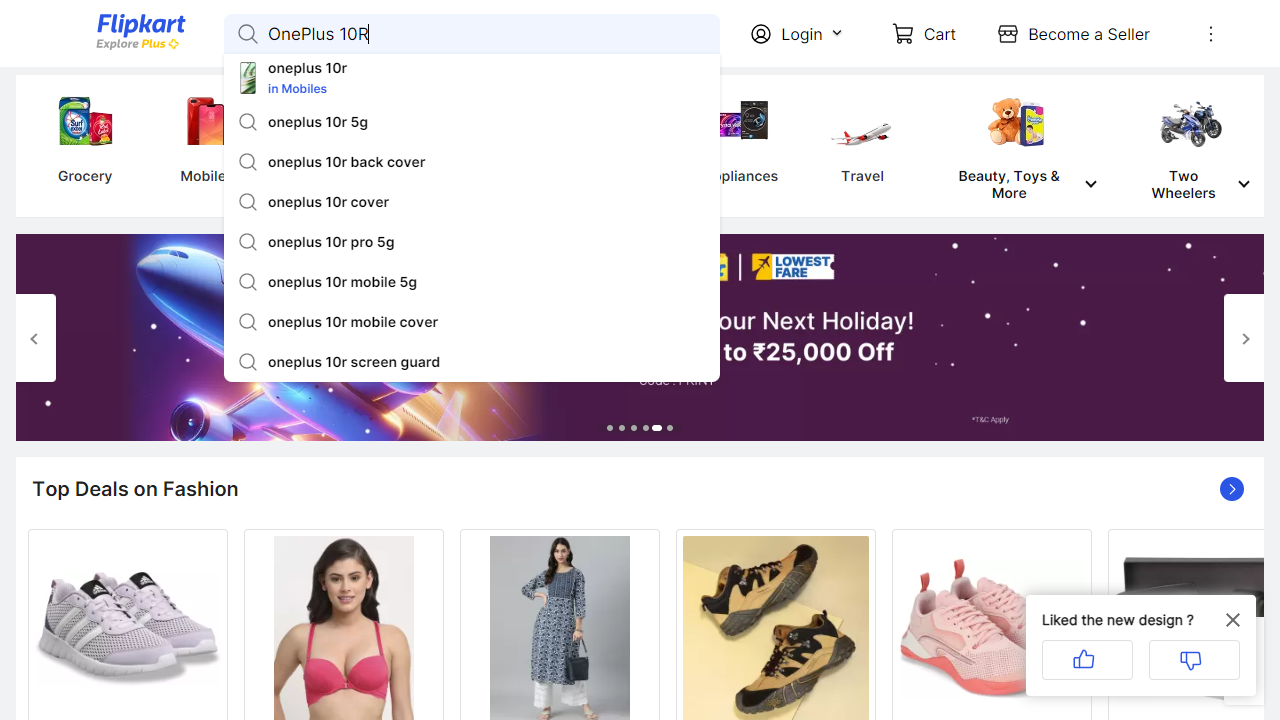 Flipkart
Explore Plus
OnePlus 10R
Login
Cart
Become a Seller
oneplus 10r
in Mobiles
oneplus 10r 5g
oneplus 10r back cover
oneplus 10r cover
oneplus 10r pro 5g
oneplus 10r mobile 5g
oneplus 10r mobile cover
oneplus 10r screen guard
Grocery
Mobile
ppliances
Travel
Beauty, Toys &
More
Two
Wheelers
LOWEST
FARE
our Next Holiday!
to ₹25,000 Off
*T&C Apply
Top Deals on Fashion
Liked the new design ?